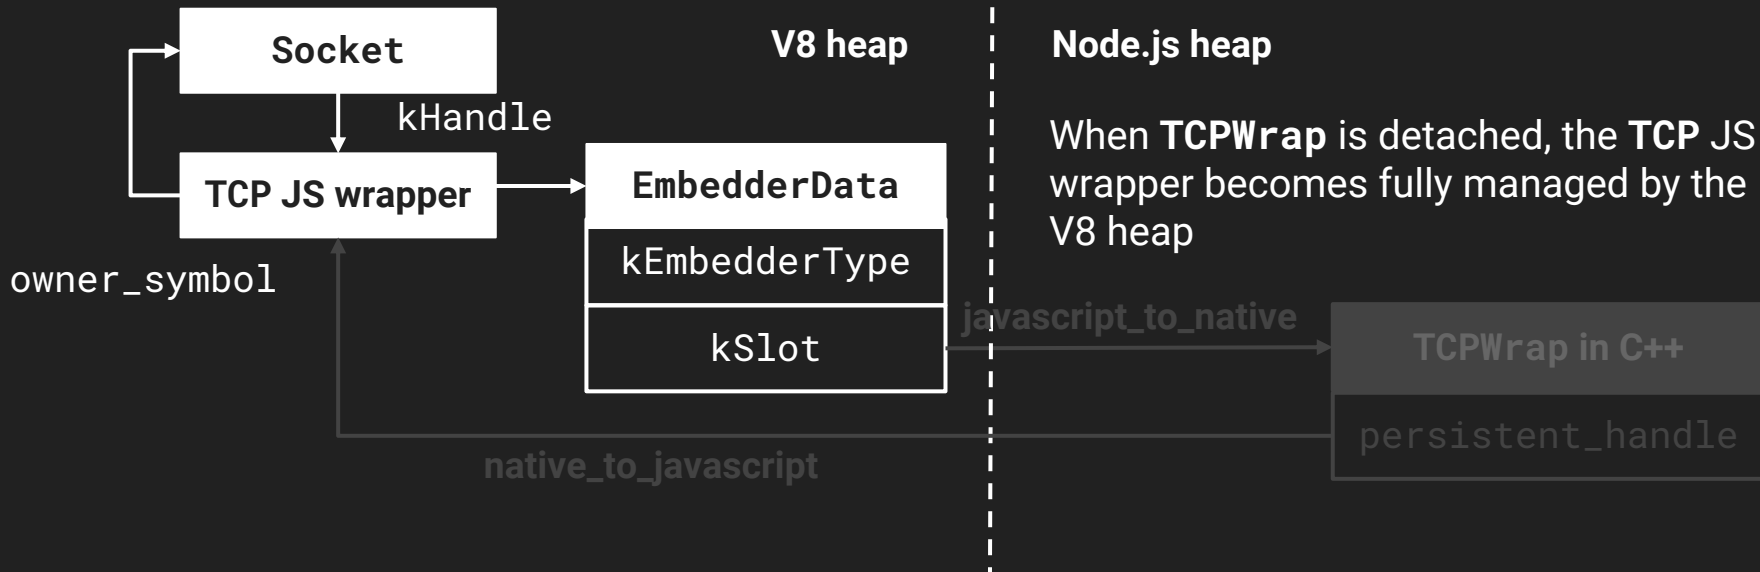 Socket
V8 heap
Node.js heap
kHandle
When TCPWrap is detached, the TCP JS
wrapper becomes fully managed by the
V8 heap
TCP JS wrapper
EmbedderData
kEmbedderType
owner_symbol
javascript_to_native
kSlot
TCPWrap in C++
persistent_handle
native_to_javascript